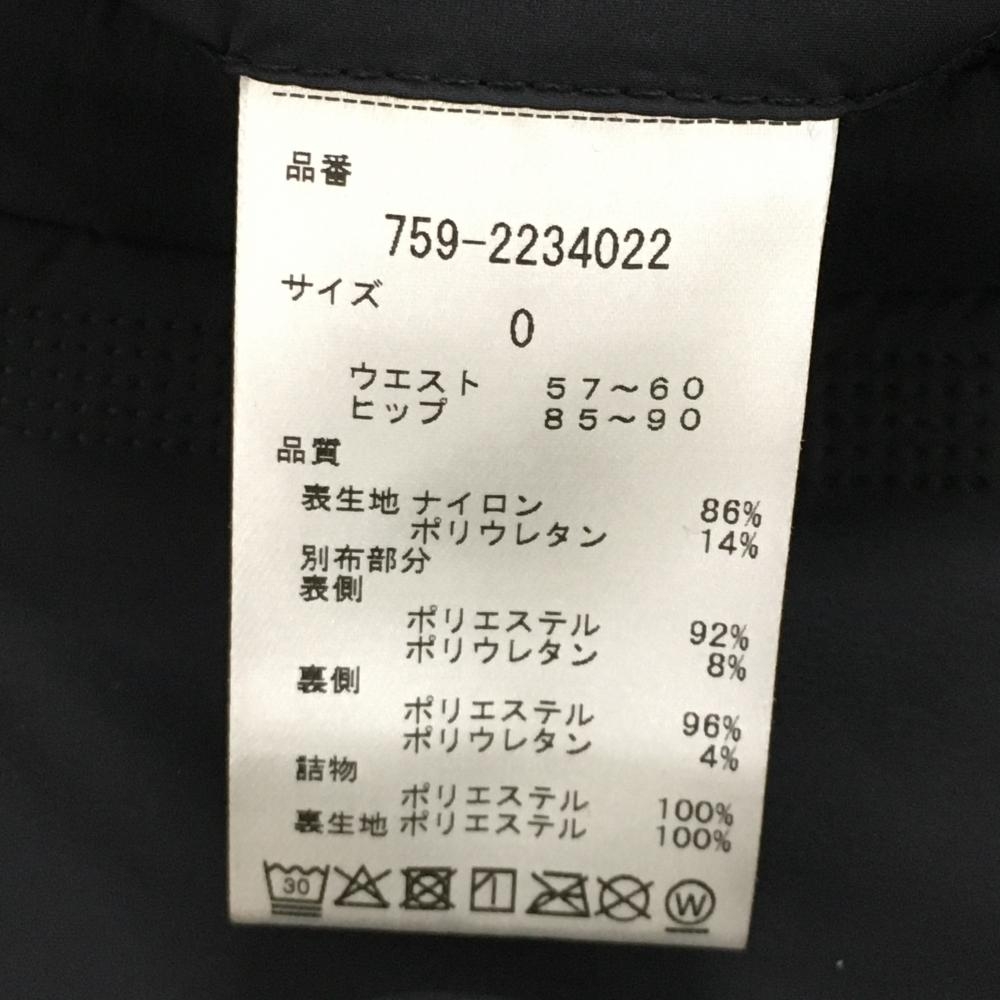 品番
759-2234022
サイズ
0
ウエスト 57～60
ヒップ 85～90
品質
表生地 ナイロン 86%
ポリウレタン 14%
別布部分
表側
ポリエステル 92%
ポリウレタン 8%
裏側
ポリエステル 96%
ポリウレタン 4%
詰物
ポリエステル 100%
裏生地 ポリエステル 100%
30 W